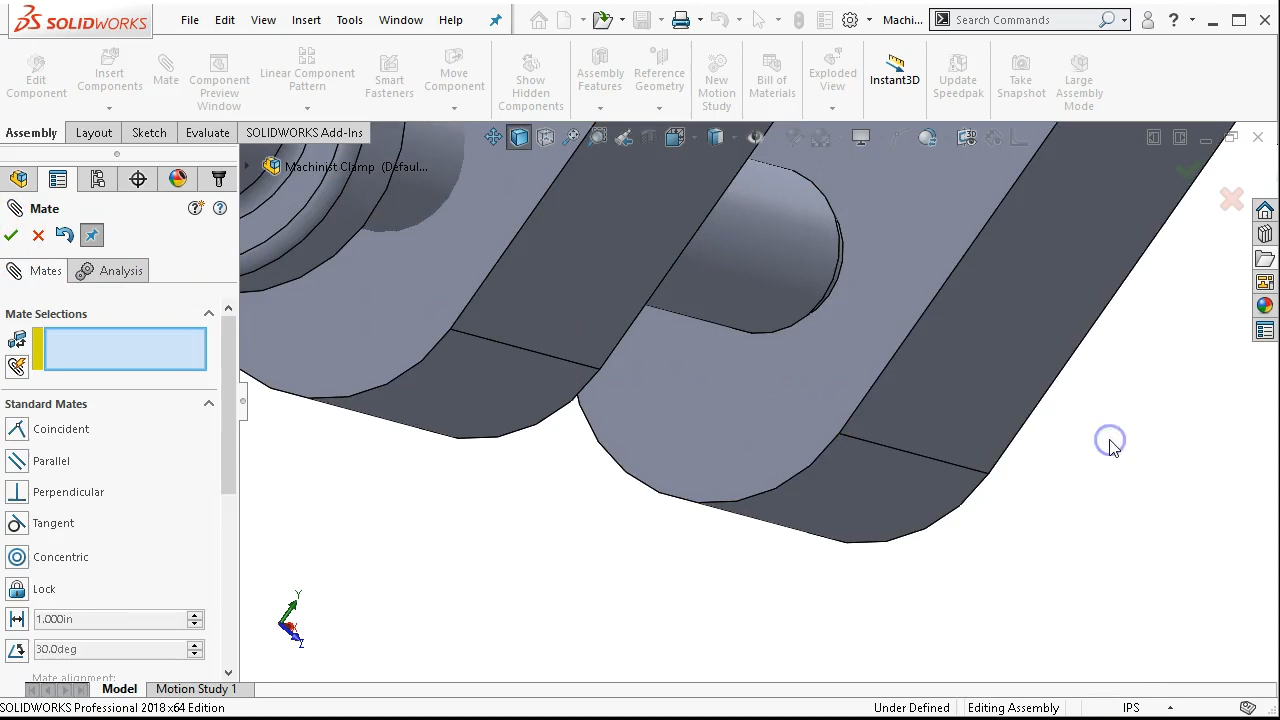 SOLIDWORKS File Edit View Insert Tools Window Help Machi... Search Commands
Edit Component
Insert Components
Mate
Component Preview Window
Linear Component Pattern
Smart Fasteners
Move Component
Show Hidden Components
Assembly Features
Reference Geometry
New Motion Study
Bill of Materials
Exploded View
Instant3D
Update Speedpak
Take Snapshot
Large Assembly Mode
Assembly Layout Sketch Evaluate SOLIDWORKS Add-Ins
Machinist Clamp (Defaul...
Mate
Mates Analysis
Mate Selections
Standard Mates
Coincident
Parallel
Perpendicular
Tangent
Concentric
Lock
1.000in
30.0deg
Mate alignment:
Y
X
Z
Model Motion Study 1
SOLIDWORKS Professional 2018 x64 Edition Under Defined Editing Assembly IPS